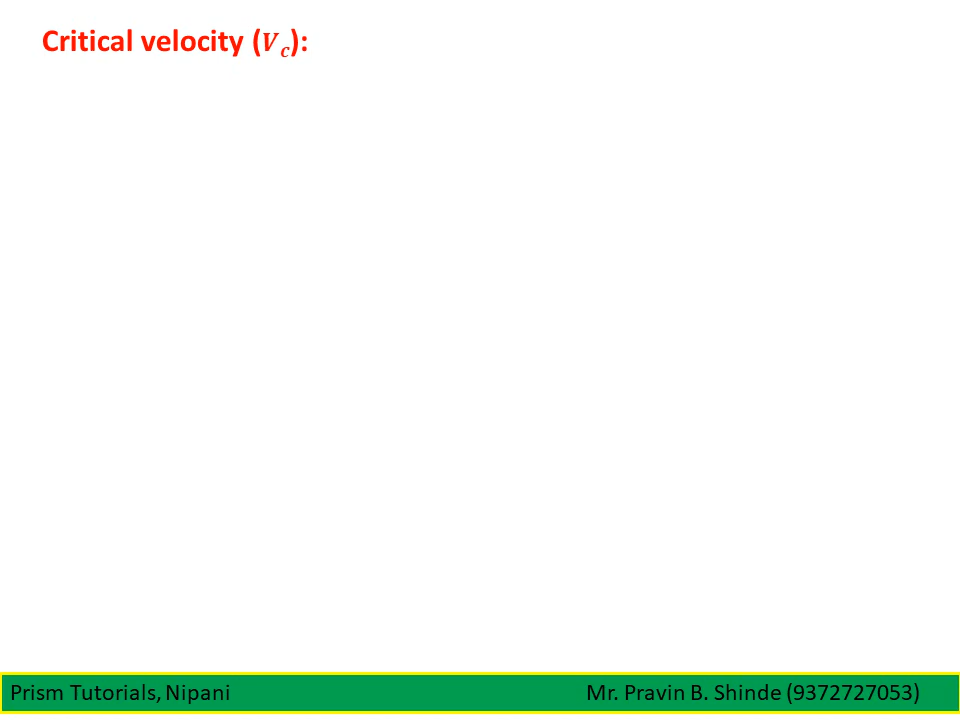 Critical velocity (𝑽𝒄):
Prism Tutorials, Nipani Mr. Pravin B. Shinde (9372727053)